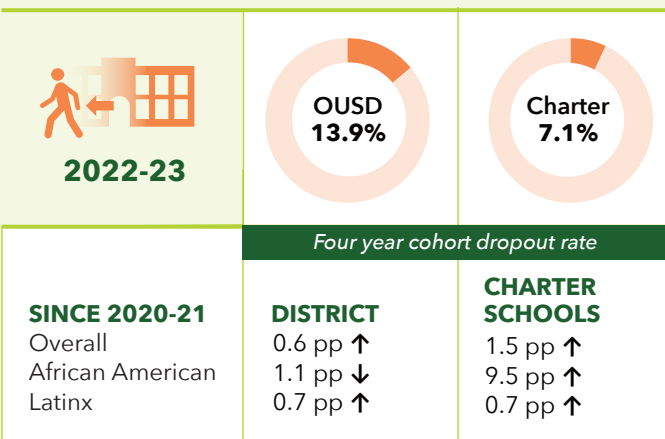 2022-23
OUSD
13.9%
Charter
7.1%
Four year cohort dropout rate
SINCE 2020-21
Overall
African American
Latinx
DISTRICT
0.6 pp ↑
1.1 pp ↓
0.7 pp ↑
CHARTER
SCHOOLS
1.5 pp ↑
9.5 pp ↑
0.7 pp ↑